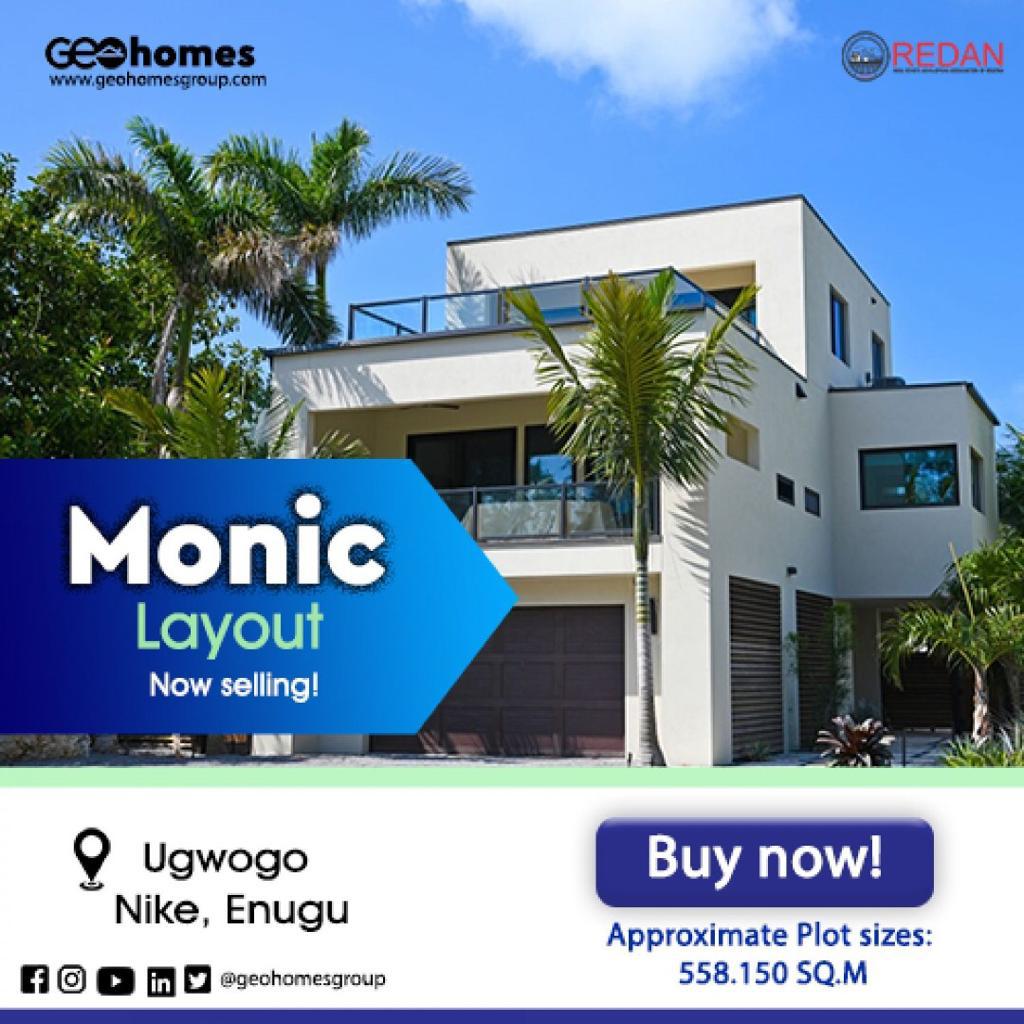 GEOhomes
www.geohomesgroup.com
REDAN
Monic
Layout
Now selling!
Ugwogo
Nike, Enugu
Buy now!
Approximate Plot sizes:
558.150 SQ.M
@geohomesgroup